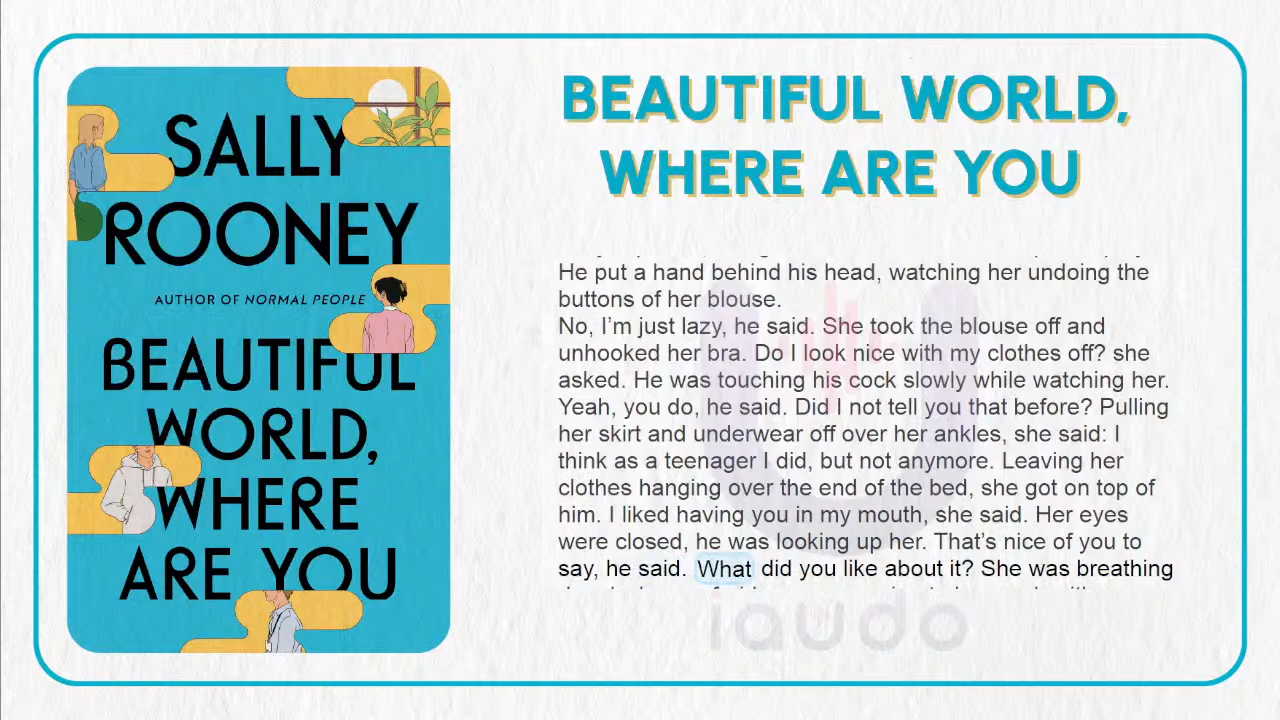 SALLY
ROONEY
AUTHOR OF NORMAL PEOPLE
BEAUTIFUL
WORLD,
WHERE
ARE YOU
BEAUTIFUL WORLD,
WHERE ARE YOU
He put a hand behind his head, watching her undoing the
buttons of her blouse.
No, I'm just lazy, he said. She took the blouse off and
unhooked her bra. Do I look nice with my clothes off? she
asked. He was touching his cock slowly while watching her.
Yeah, you do, he said. Did I not tell you that before? Pulling
her skirt and underwear off over her ankles, she said: I
think as a teenager I did, but not anymore. Leaving her
clothes hanging over the end of the bed, she got on top of
him. I liked having you in my mouth, she said. Her eyes
were closed, he was looking up her. That's nice of you to
say, he said. What did you like about it? She was breathing
iaudo